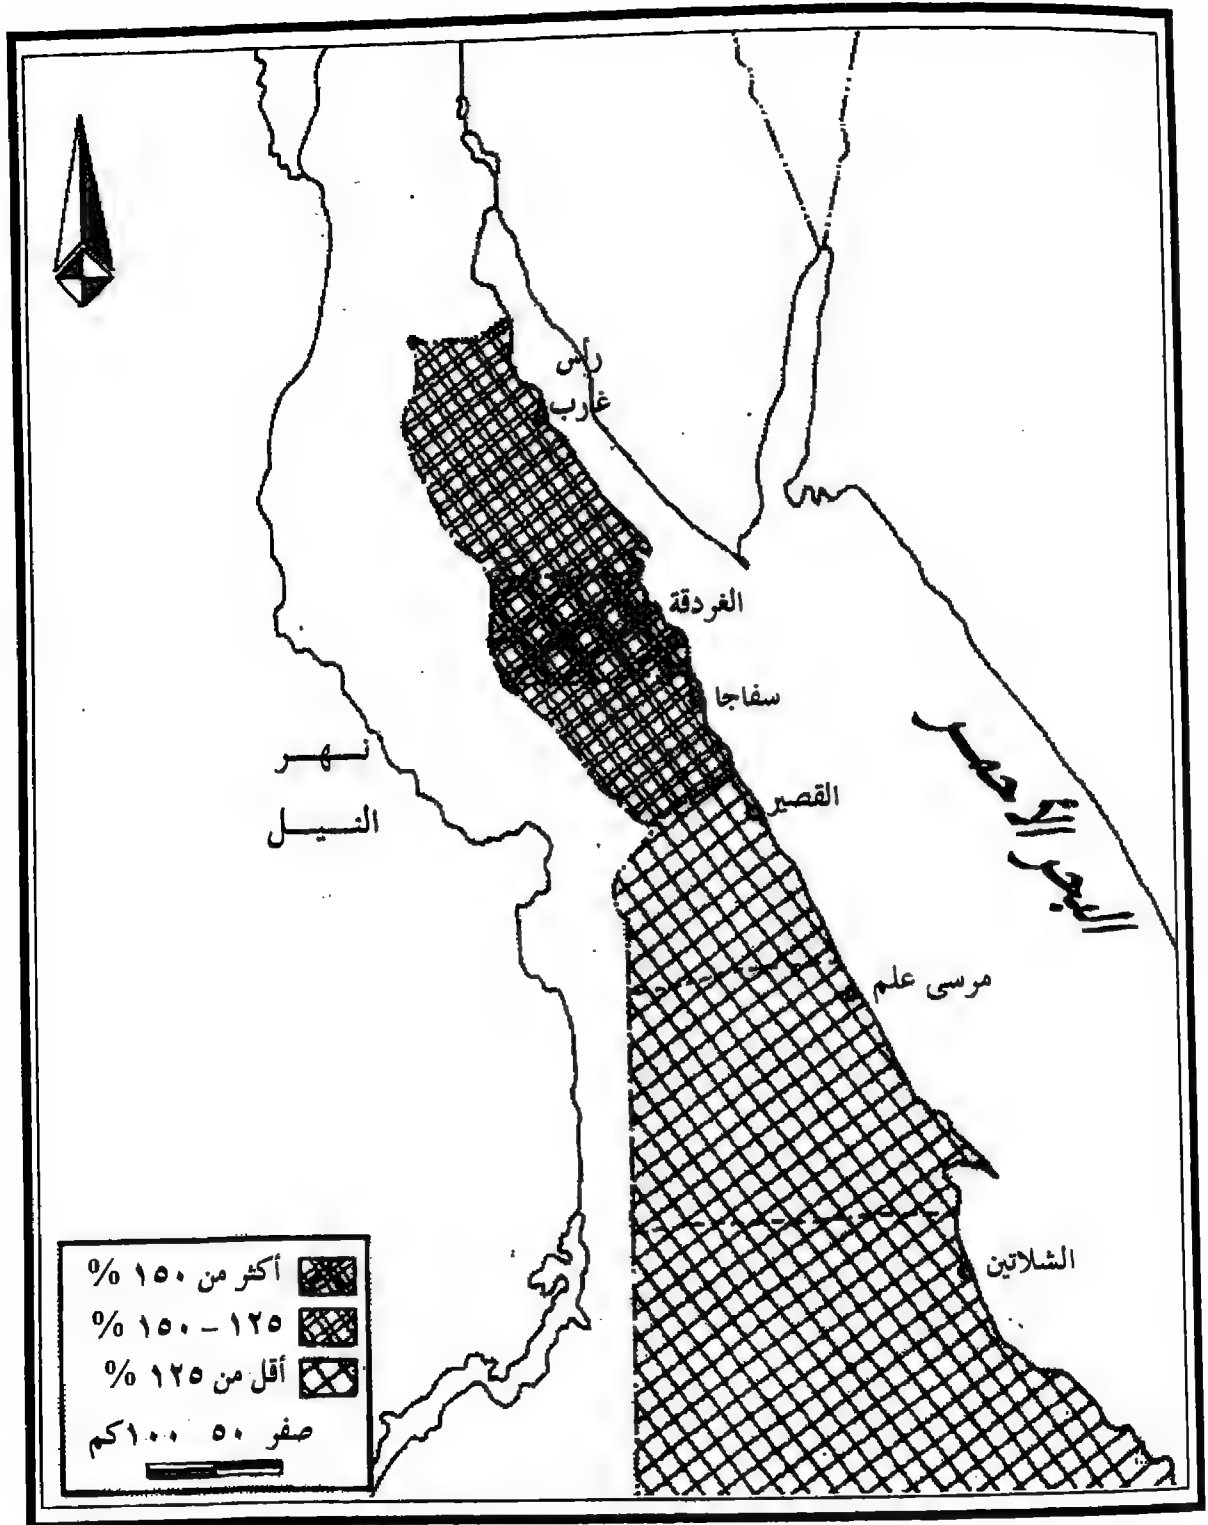 رأس
غارب
الغردقة
سفاجا
نهر
النيل
القصير
البحر الأحمر
مرسى علم
الشلاتين
أكثر من ١٥٠ %
١٢٥ – ١٥٠ %
أقل من ١٢٥ %
صفر ٥٠ ١٠٠كم